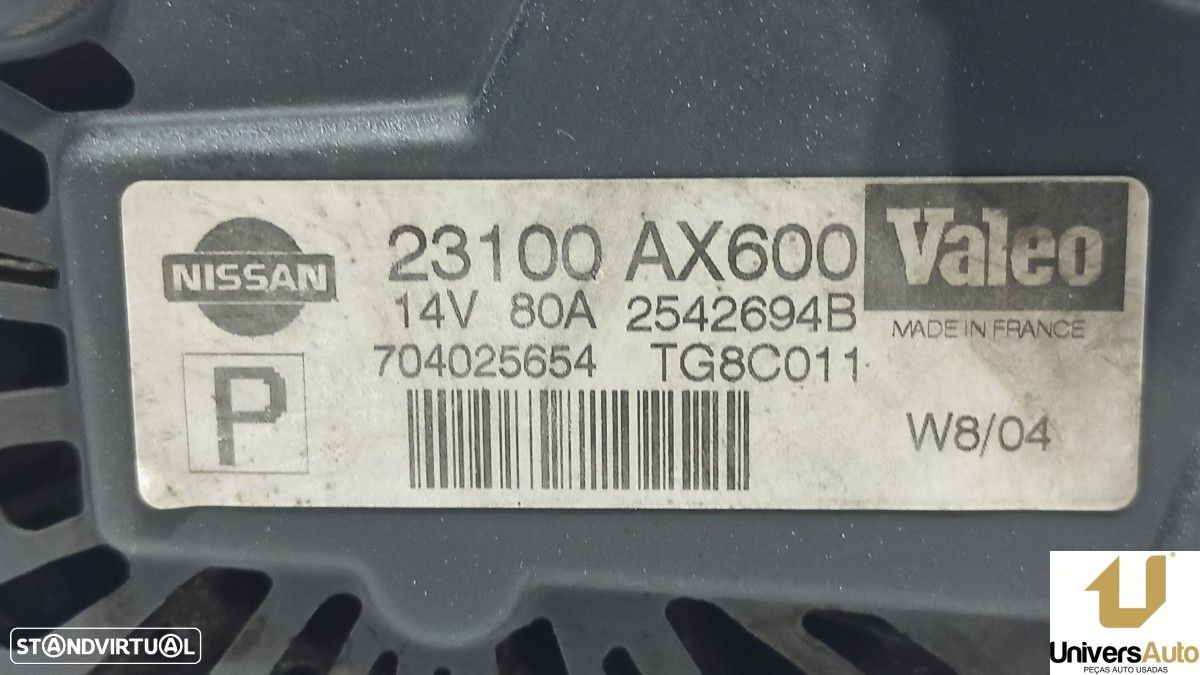 NISSAN
23100 AX600
Valeo
14V 80A 2542694B
MADE IN FRANCE
704025654 TG8C011
P
W8/04
STANDVIRTUAL
UniversAuto
PEÇAS AUTO USADAS